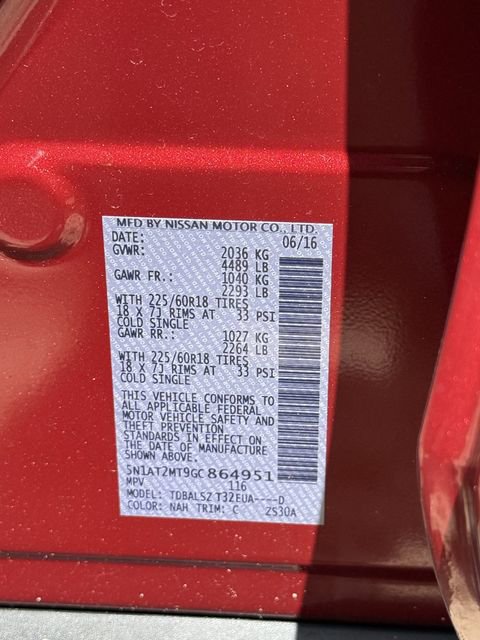 MFD BY NISSAN MOTOR CO., LTD.
DATE: 06/16
GVWR: 2036 KG
4489 LB
GAWR FR.: 1040 KG
2293 LB
WITH 225/60R18 TIRES
18 X 7J RIMS AT 33 PSI
COLD SINGLE
GAWR RR.: 1027 KG
2264 LB
WITH 225/60R18 TIRES
18 X 7J RIMS AT 33 PSI
COLD SINGLE
THIS VEHICLE CONFORMS TO
ALL APPLICABLE FEDERAL
MOTOR VEHICLE SAFETY AND
THEFT PREVENTION
STANDARDS IN EFFECT ON
THE DATE OF MANUFACTURE
SHOWN ABOVE.
5N1AT2MT9GC864951
MPV 116
MODEL: TDBALSZ T32EUA----D
COLOR: NAH TRIM: C 2S30A